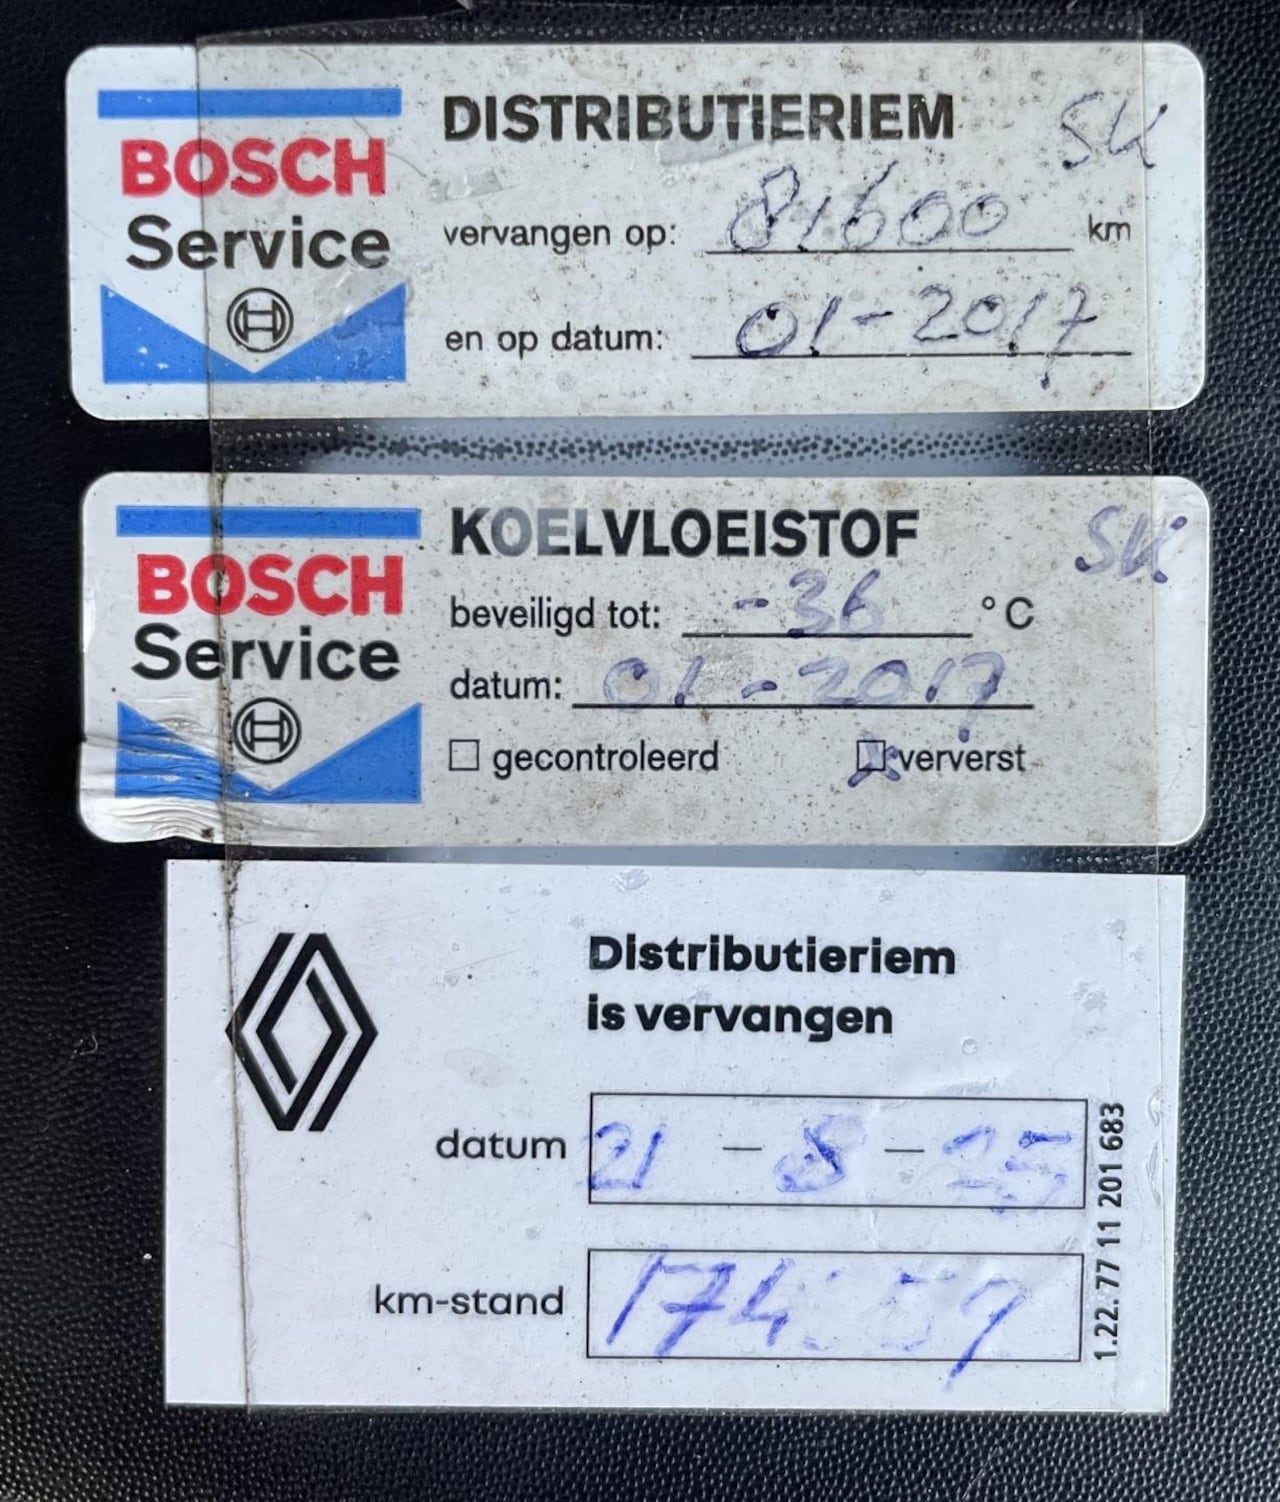 BOSCH
Service
DISTRIBUTIERIEM
SK
vervangen op: 81600 km
en op datum: 01-2017
BOSCH
Service
KOELVLOEISTOF
SK
beveiligd tot: -36 °C
datum: 01-2017
gecontroleerd ververst
Distributieriem
is vervangen
datum 21 - 8 - 25
km-stand
1.22. 77 11 201 683